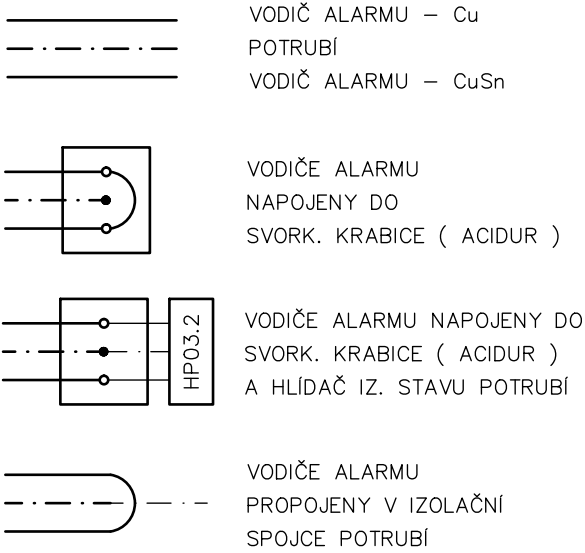 VODIČ ALARMU – Cu
POTRUBÍ
VODIČ ALARMU – CuSn
VODIČE ALARMU
NAPOJENY DO
SVORK. KRABICE ( ACIDUR )
HP03.2
VODIČE ALARMU NAPOJENY DO
SVORK. KRABICE ( ACIDUR )
A HLÍDAČ IZ. STAVU POTRUBÍ
VODIČE ALARMU
PROPOJENY V IZOLAČNÍ
SPOJCE POTRUBÍ